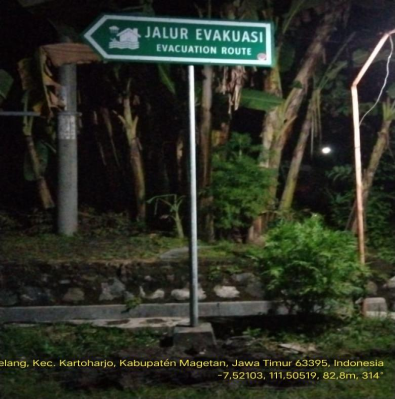 JALUR EVAKUASI
EVACUATION ROUTE
elang, Kec. Kartoharjo, Kabupaten Magetan, Jawa Timur 63395, Indonesia
-7,52103, 111,50519, 82,8m, 314°